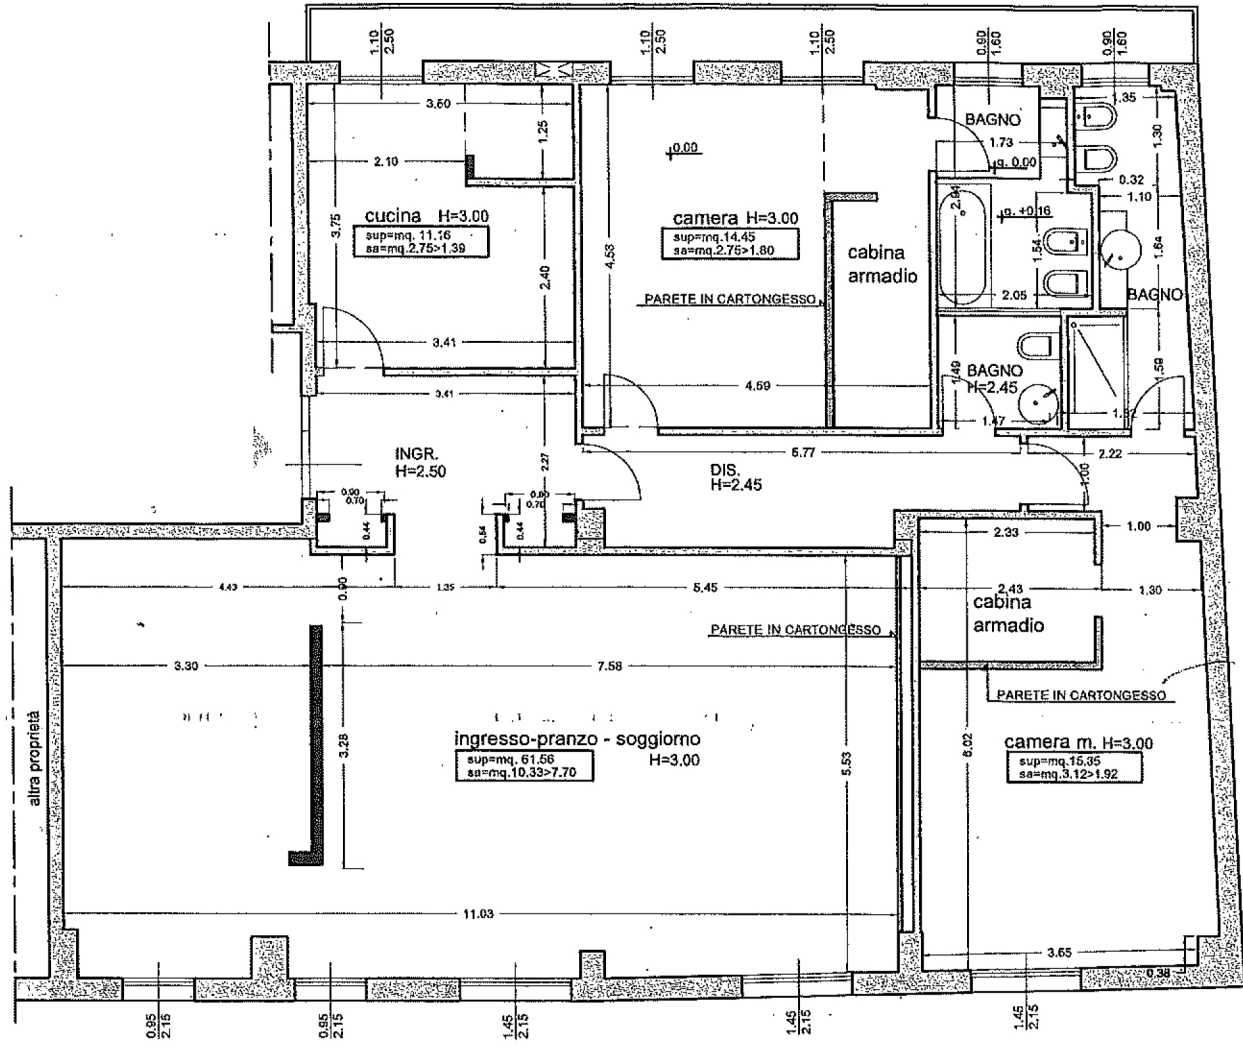 1.10
2.50
1.10
2.50
1.10
2.50
0.90
1.60
0.90
1.60
3.60
1.25
2.10
3.75
cucina H=3.00
sup=mq. 11.16
sa=mq.2.75>1.39
2.40
3.41
3.41
0.00
camera H=3.00
sup=mq.14.45
sa=mq.2.75>1.80
4.58
PARETE IN CARTONGESSO
4.59
cabina
armadio
BAGNO
1.73
q. 0.00
2.94
q. +0.16
1.54
2.05
1.35
1.30
0.32
1.10
1.64
BAGNO
1.59
BAGNO
H=2.45
1.49
1.47
INGR.
H=2.50
2.27
0.90
0.70
0.44
0.54
0.70
0.44
DIS.
H=2.45
6.77
2.22
1.00
1.00
2.33
2.43
1.30
cabina
armadio
PARETE IN CARTONGESSO
4.43
0.90
1.35
5.45
PARETE IN CARTONGESSO
3.30
7.58
3.28
ingresso-pranzo - soggiorno
H=3.00
sup=mq. 61.56
sa=mq.10.33>7.70
5.53
6.02
camera m. H=3.00
sup=mq.15.35
sa=mq.3.12>1.92
altra proprietà
11.03
3.65
0.38
0.95
2.15
0.95
2.15
1.45
2.15
1.45
2.15
1.45
2.15